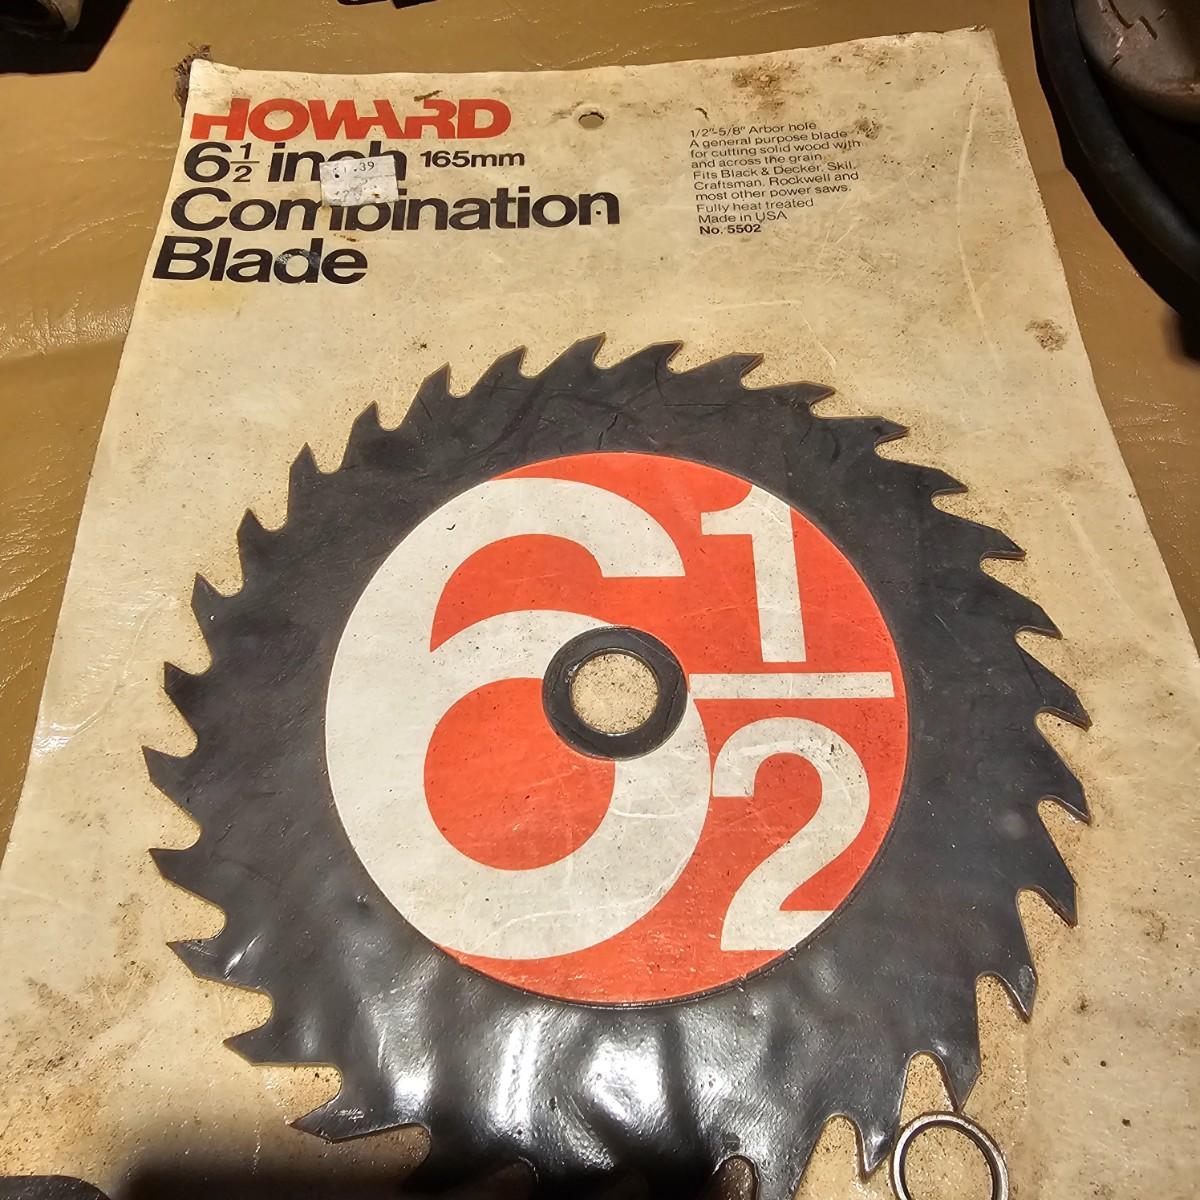 HOWARD
6 1/2 inch 165mm
Combination
Blade
1/2"-5/8" Arbor hole
A general purpose blade
for cutting solid wood with
and across the grain.
Fits Black & Decker, Skil,
Craftsman, Rockwell and
most other power saws.
Fully heat treated
Made in USA
No. 5502
6 1/2